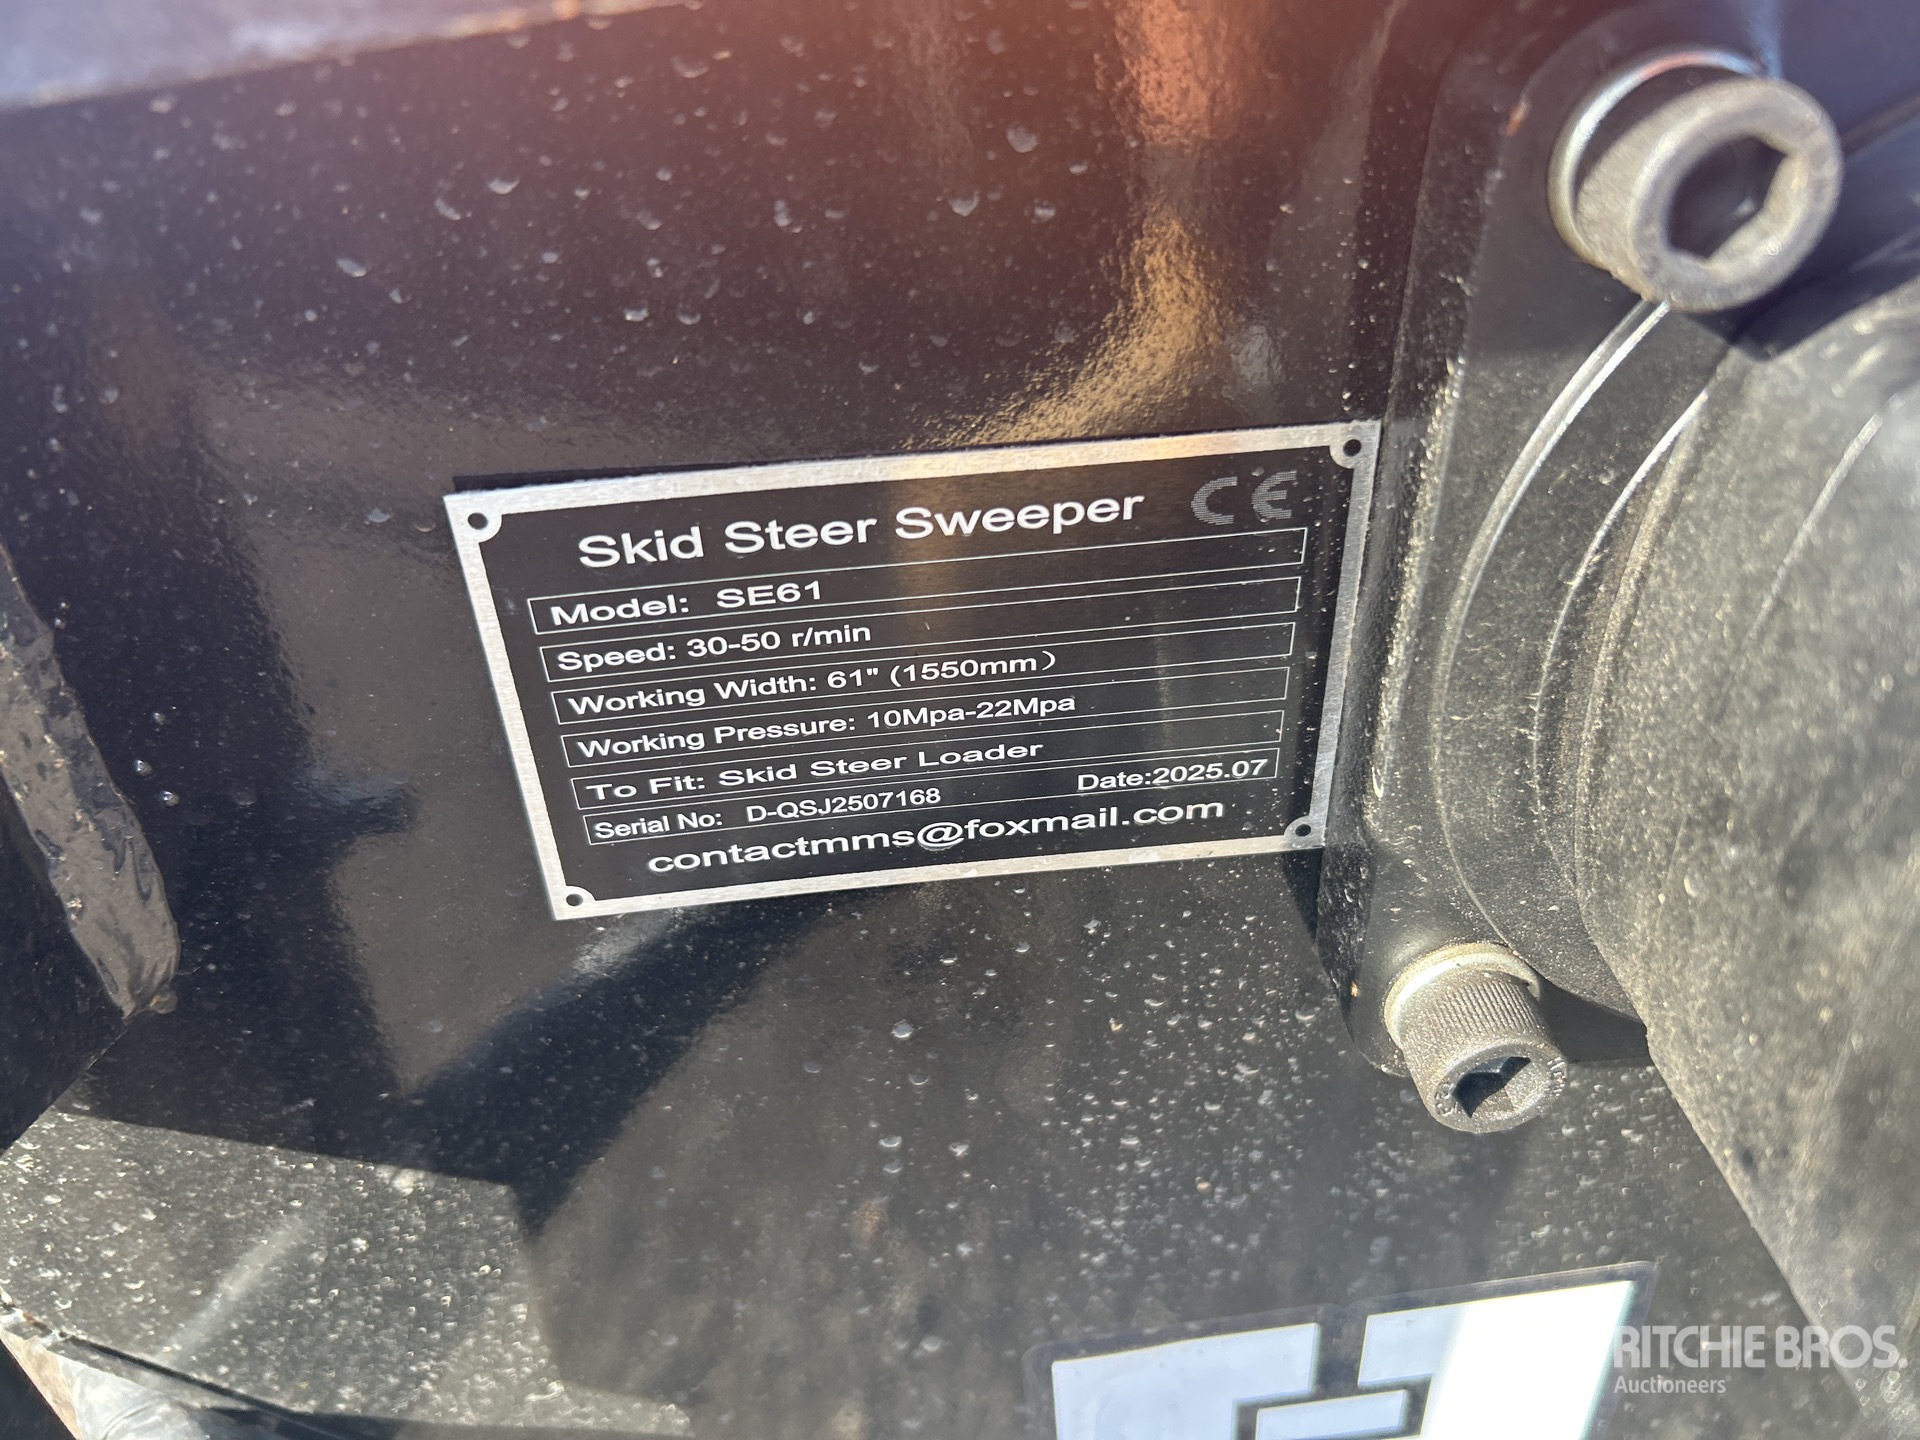 Skid Steer Sweeper CE
Model: SE61
Speed: 30-50 r/min
Working Width: 61" (1550mm)
Working Pressure: 10Mpa-22Mpa
To Fit: Skid Steer Loader
Serial No: D-QSJ2507168 Date:2025.07
contactmms@foxmail.com
RITCHIE BROS.
Auctioneers